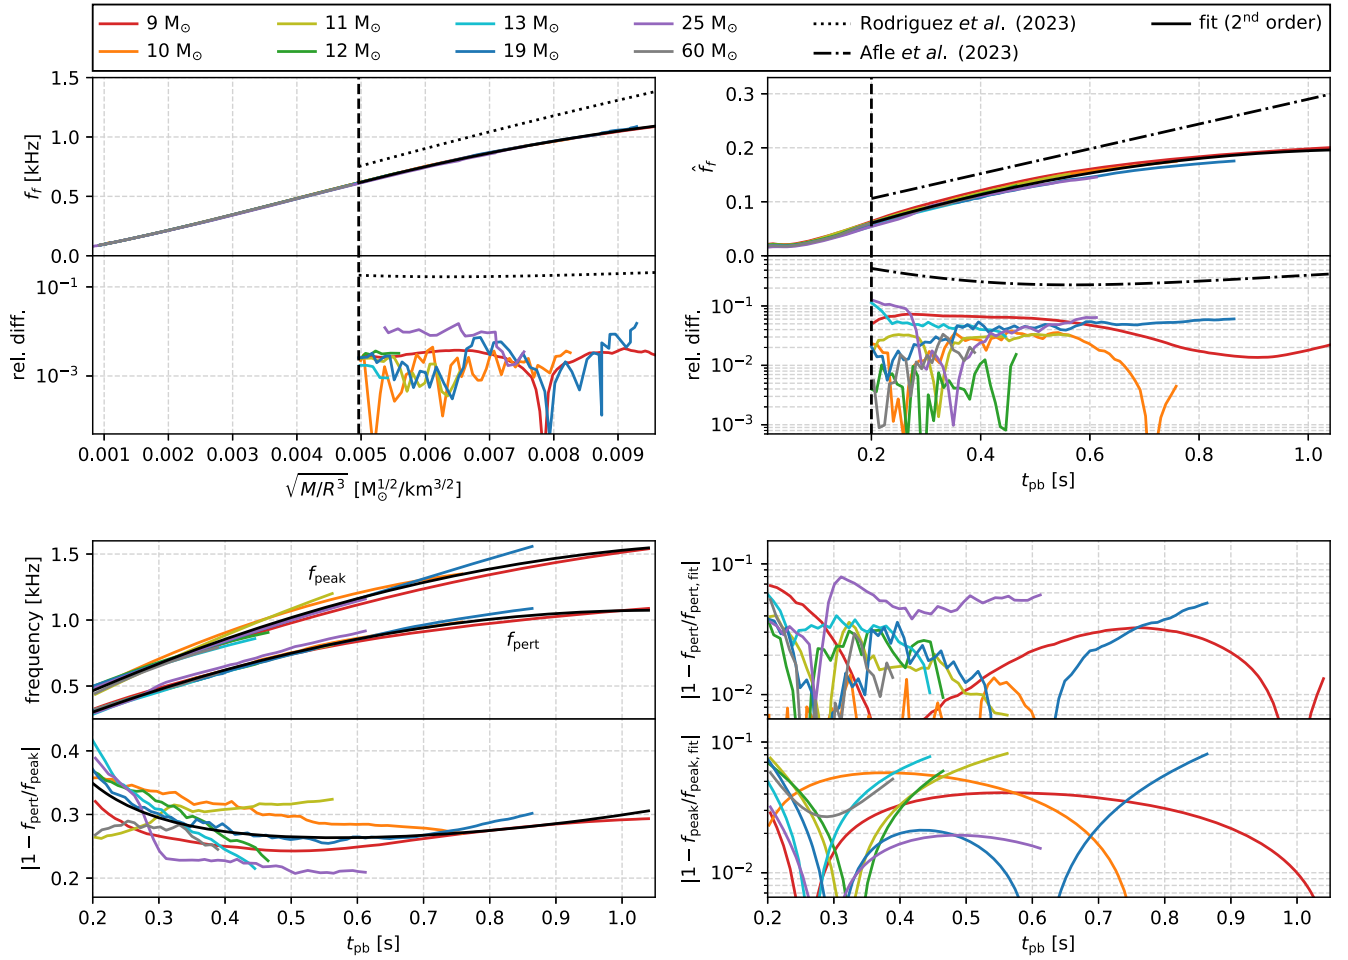 9 M☉ 11 M☉ 13 M☉ 25 M☉ Rodriguez et al. (2023) fit (2nd order)
10 M☉ 12 M☉ 19 M☉ 60 M☉ Afle et al. (2023)
1.5
1.0
0.5
0.0
f_f [kHz]
10⁻¹
10⁻³
rel. diff.
0.001 0.002 0.003 0.004 0.005 0.006 0.007 0.008 0.009
√M/R³ [M☉^1/2/km^3/2]
0.3
0.2
0.1
0.0
f̂_f
10⁻¹
10⁻²
10⁻³
rel. diff.
0.2 0.4 0.6 0.8 1.0
t_pb [s]
1.5
1.0
0.5
frequency [kHz]
f_peak
f_pert
0.4
0.3
0.2
|1 − f_pert/f_peak|
0.2 0.3 0.4 0.5 0.6 0.7 0.8 0.9 1.0
t_pb [s]
10⁻¹
10⁻²
|1 − f_pert/f_pert,fit|
10⁻¹
10⁻²
|1 − f_peak/f_peak,fit|
0.2 0.3 0.4 0.5 0.6 0.7 0.8 0.9 1.0
t_pb [s]